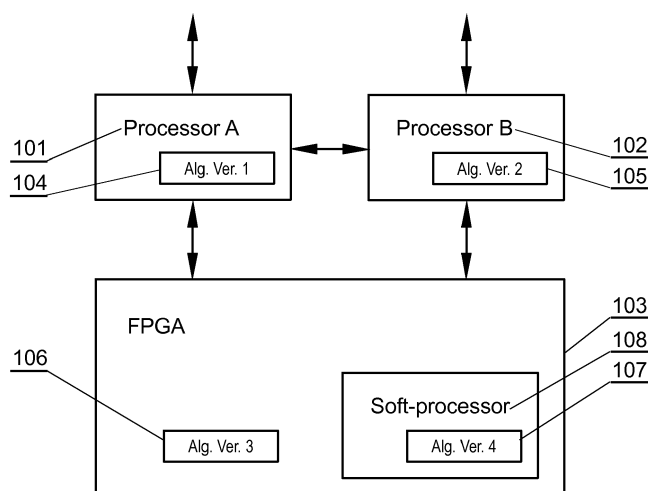 Processor A
Processor B
101
102
Alg. Ver. 1
Alg. Ver. 2
104
105
FPGA
103
106
108
107
Soft-processor
Alg. Ver. 3
Alg. Ver. 4